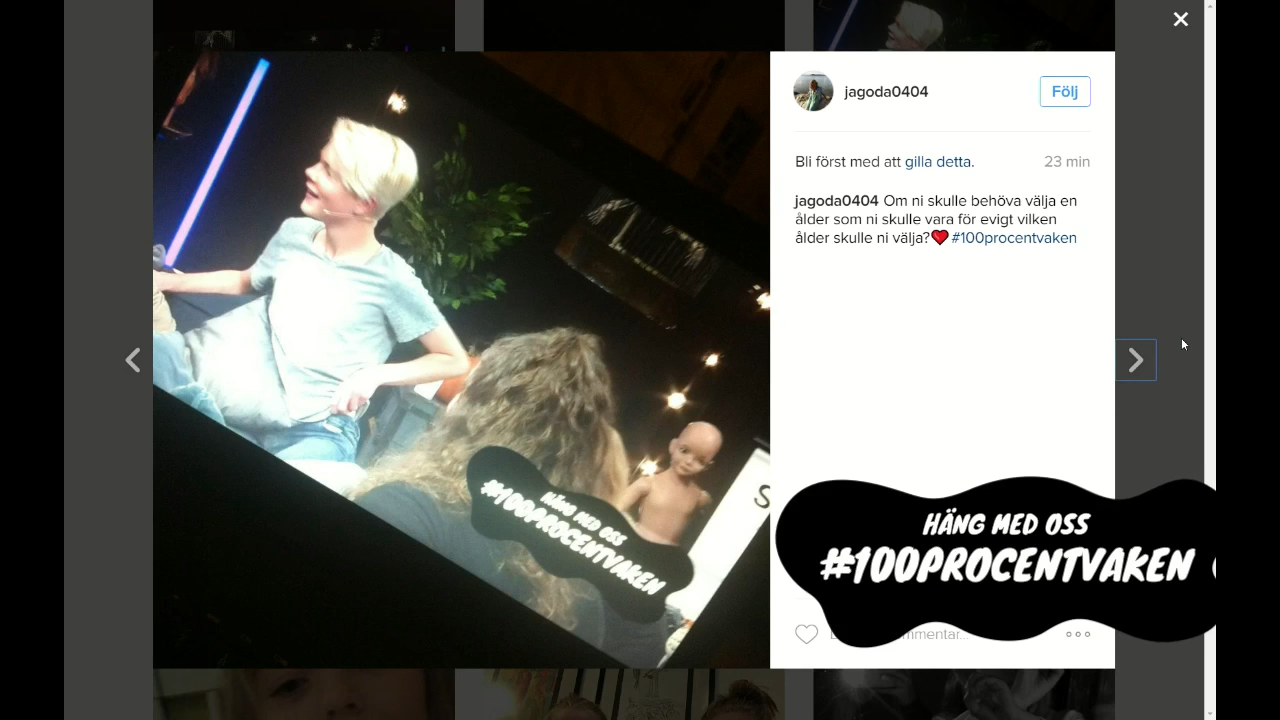 jagoda0404
Följ
Bli först med att gilla detta.
23 min
jagoda0404 Om ni skulle behöva välja en
ålder som ni skulle vara för evigt vilken
ålder skulle ni välja?❤️#100procentvaken
HÄNG MED OSS
#100PROCENTVAKEN
S
HÄNG MED OSS
#100PROCENTVAKEN
mmentar...